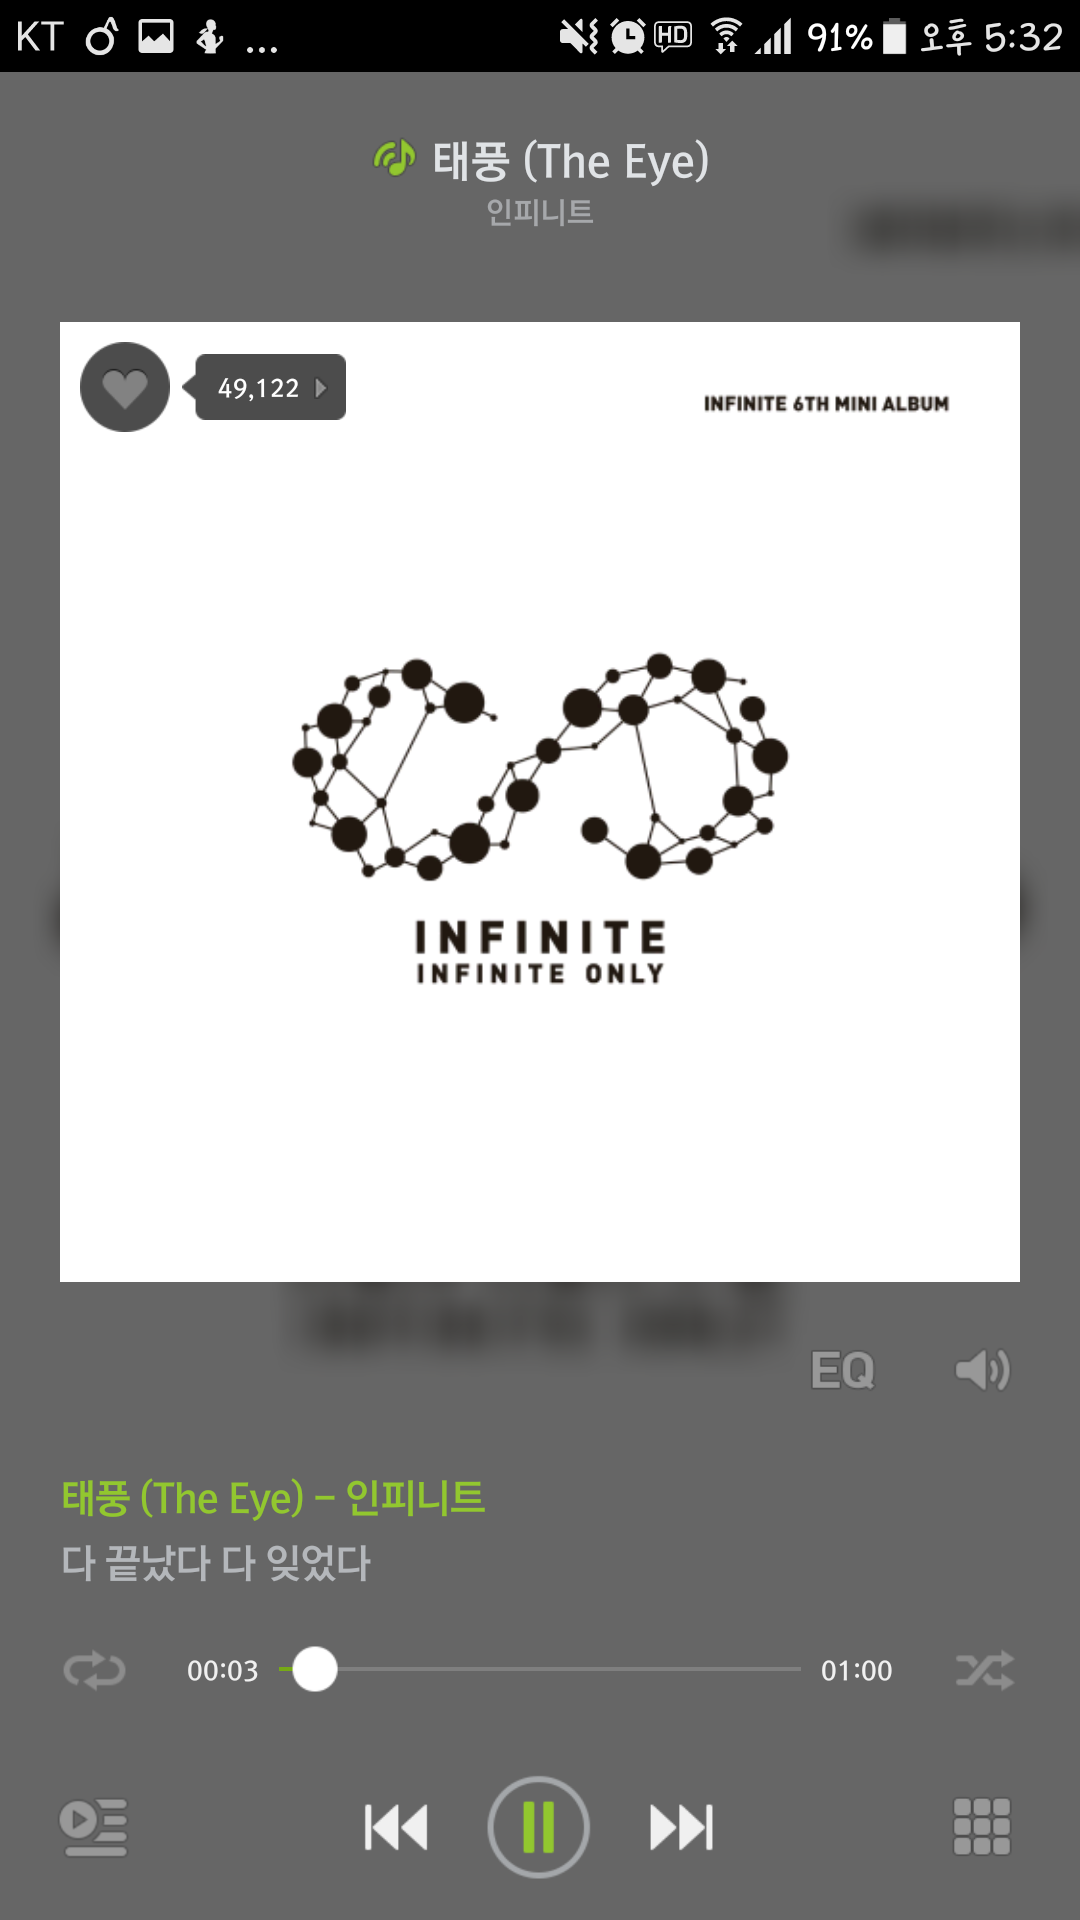 KT ... HD 91% 오후 5:32
태풍 (The Eye)
인피니트
49,122
INFINITE 6TH MINI ALBUM
INFINITE
INFINITE ONLY
EQ
태풍 (The Eye) - 인피니트
다 끝났다 다 잊었다
00:03 01:00